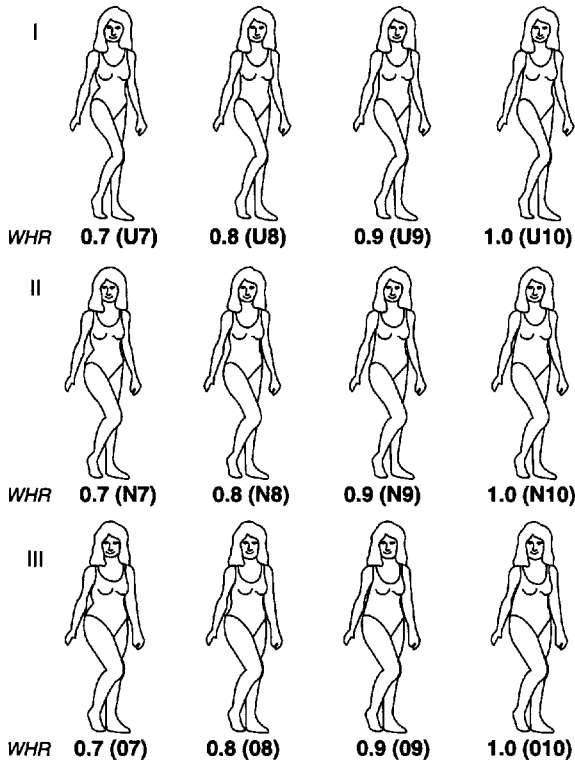 I
WHR 0.7 (U7) 0.8 (U8) 0.9 (U9) 1.0 (U10)
II
WHR 0.7 (N7) 0.8 (N8) 0.9 (N9) 1.0 (N10)
III
WHR 0.7 (07) 0.8 (08) 0.9 (09) 1.0 (010)